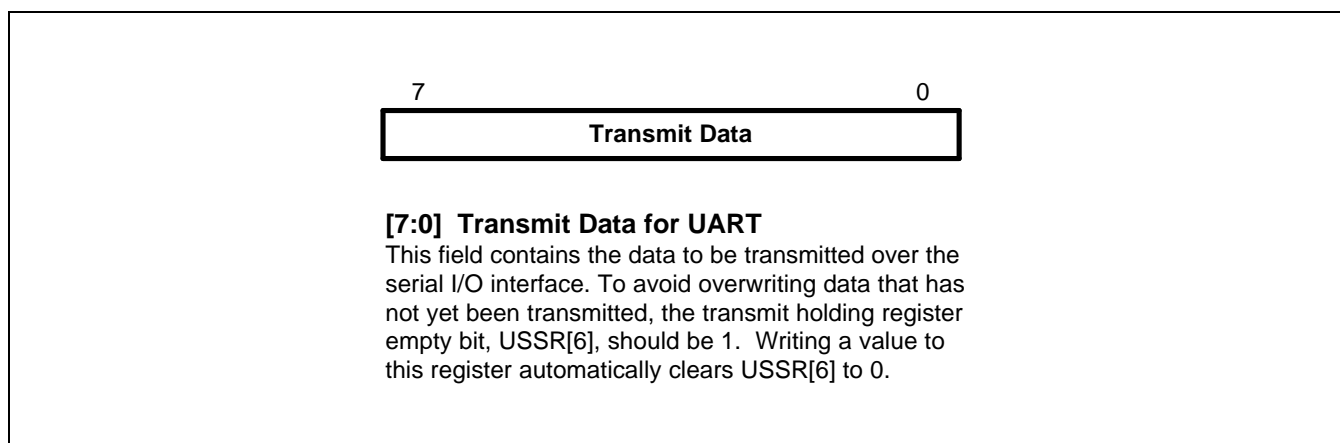 7 0
Transmit Data
[7:0] Transmit Data for UART
This field contains the data to be transmitted over the
serial I/O interface. To avoid overwriting data that has
not yet been transmitted, the transmit holding register
empty bit, USSR[6], should be 1. Writing a value to
this register automatically clears USSR[6] to 0.